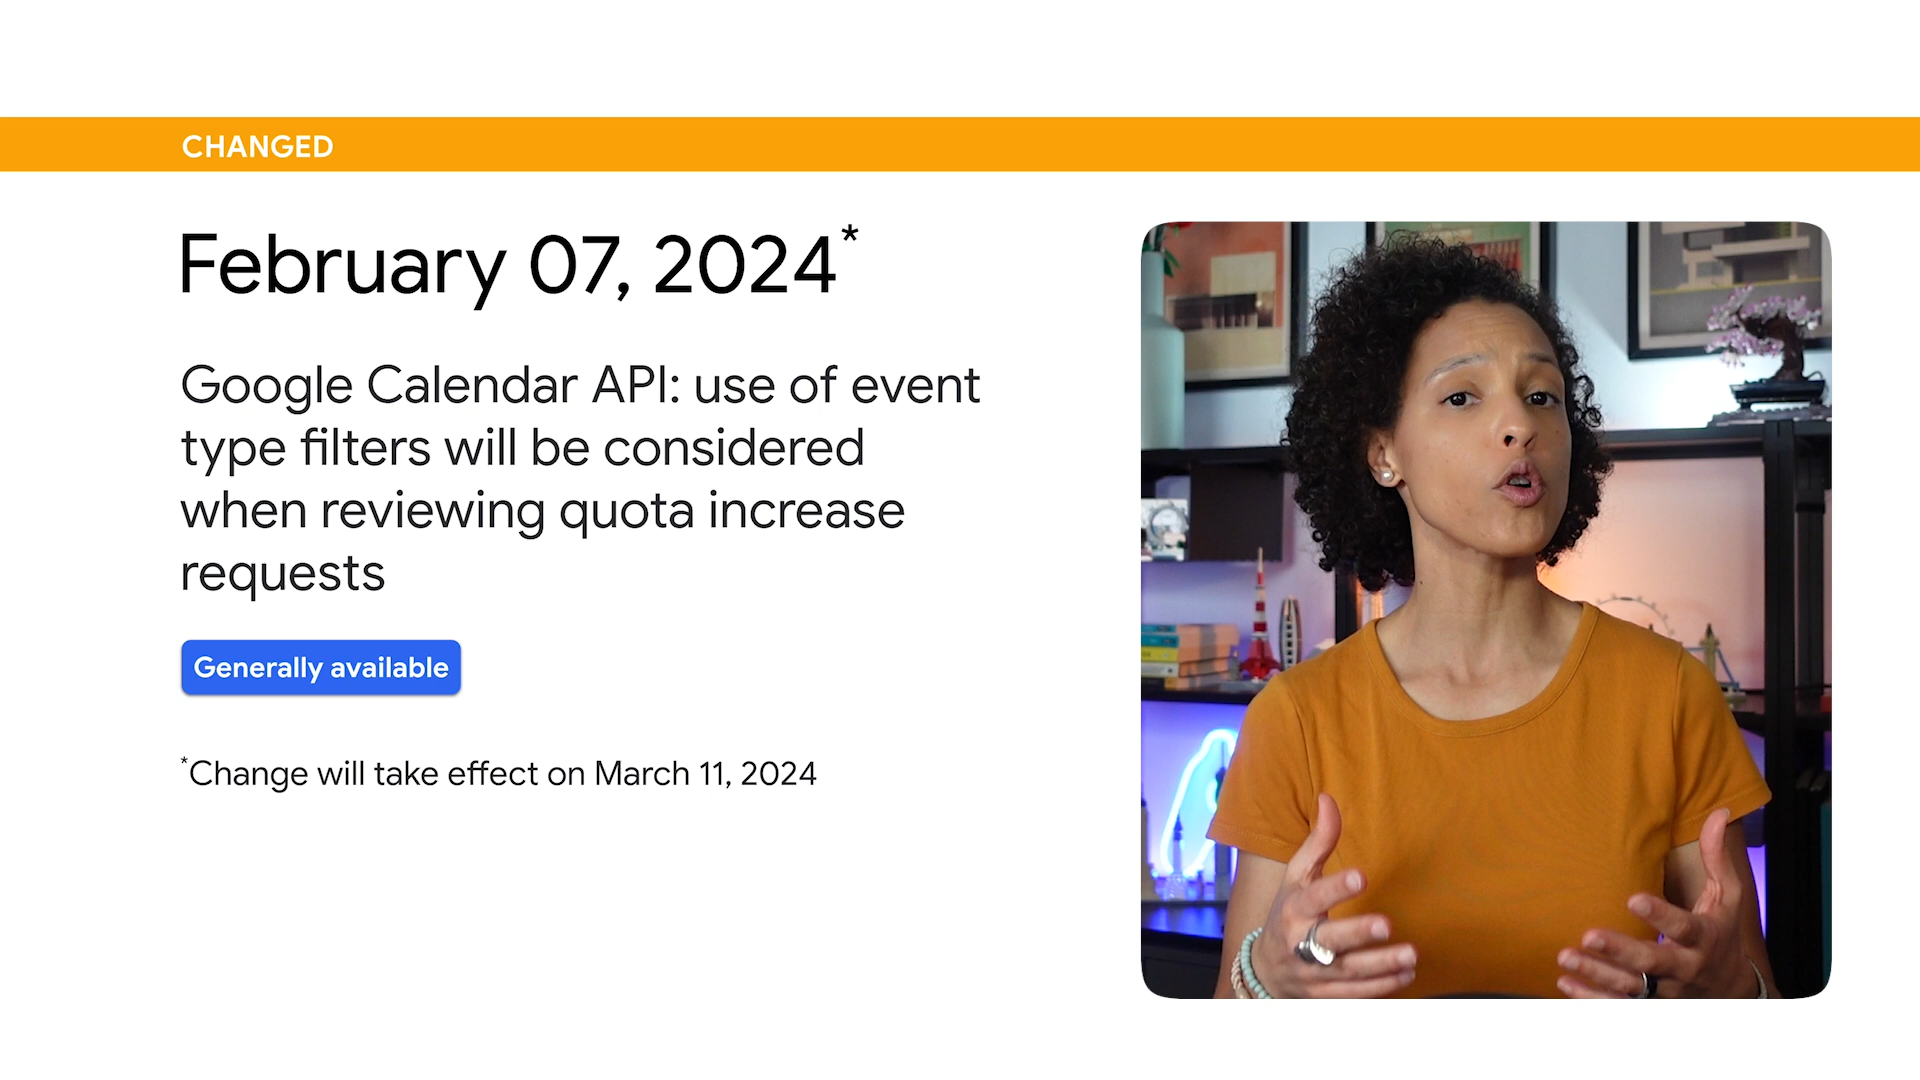 CHANGED
February 07, 2024*
Google Calendar API: use of event
type filters will be considered
when reviewing quota increase
requests
Generally available
*Change will take effect on March 11, 2024